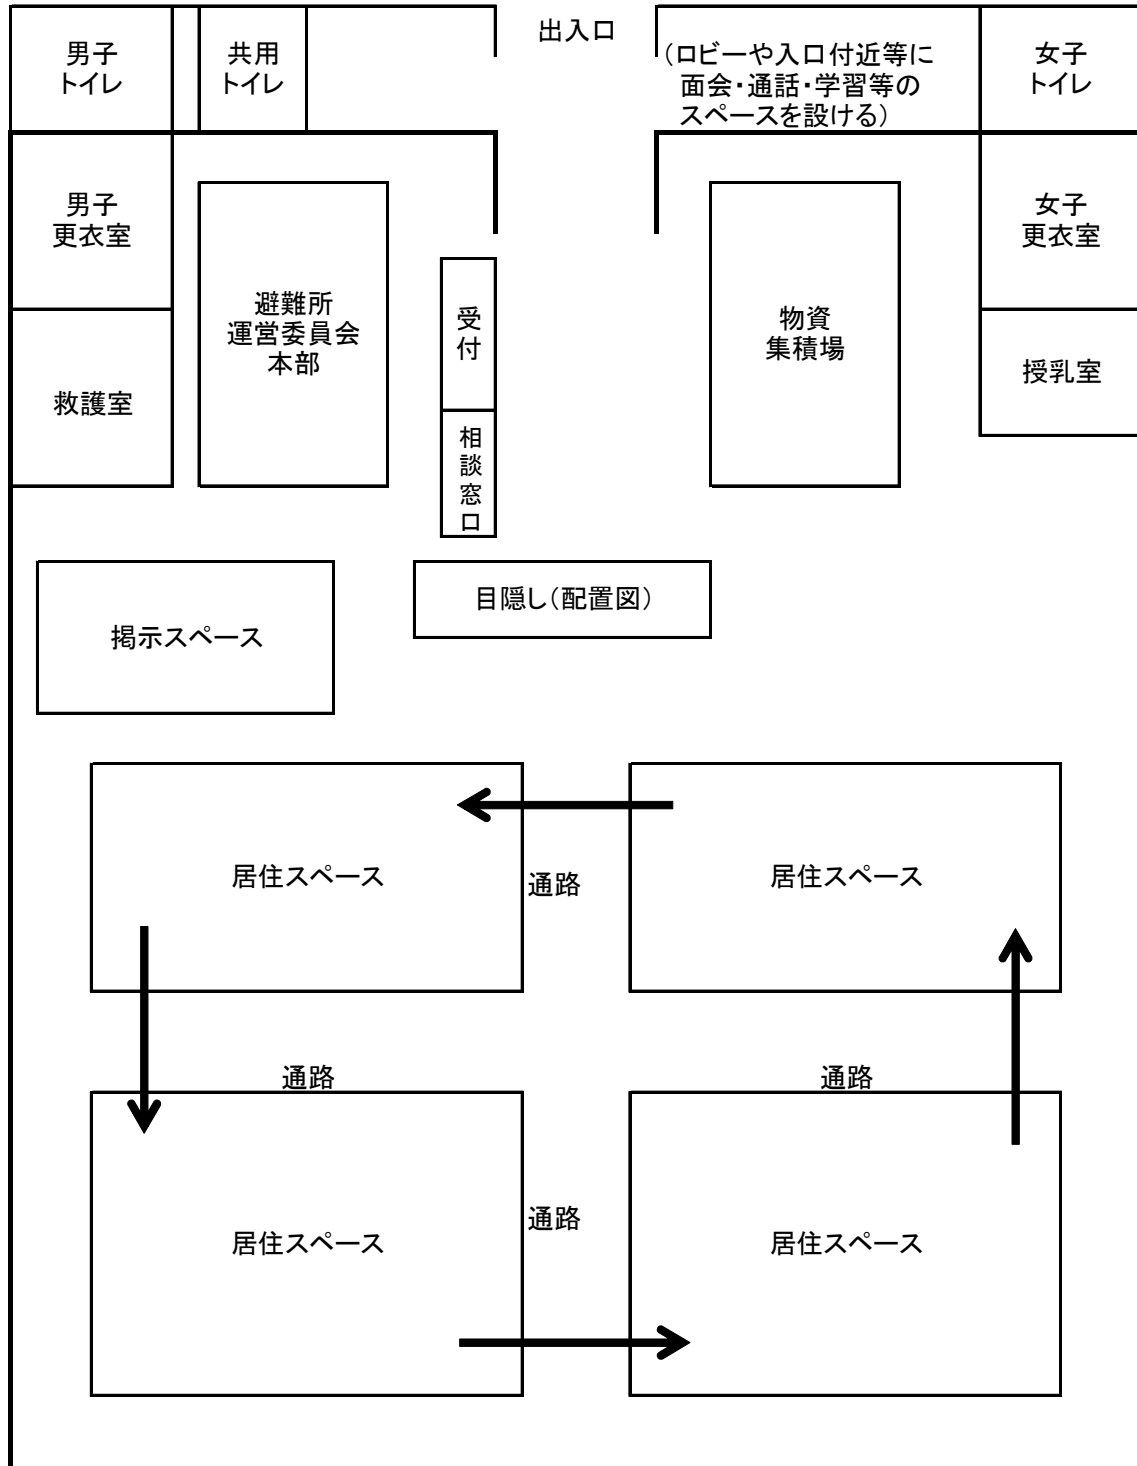 出入口
男子
トイレ
共用
トイレ
(ロビーや入口付近等に
面会・通話・学習等の
スペースを設ける)
女子
トイレ
男子
更衣室
避難所
運営委員会
本部
受付
物資
集積場
女子
更衣室
救護室
相談窓口
授乳室
目隠し(配置図)
掲示スペース
居住スペース
通路
居住スペース
通路
通路
居住スペース
通路
居住スペース